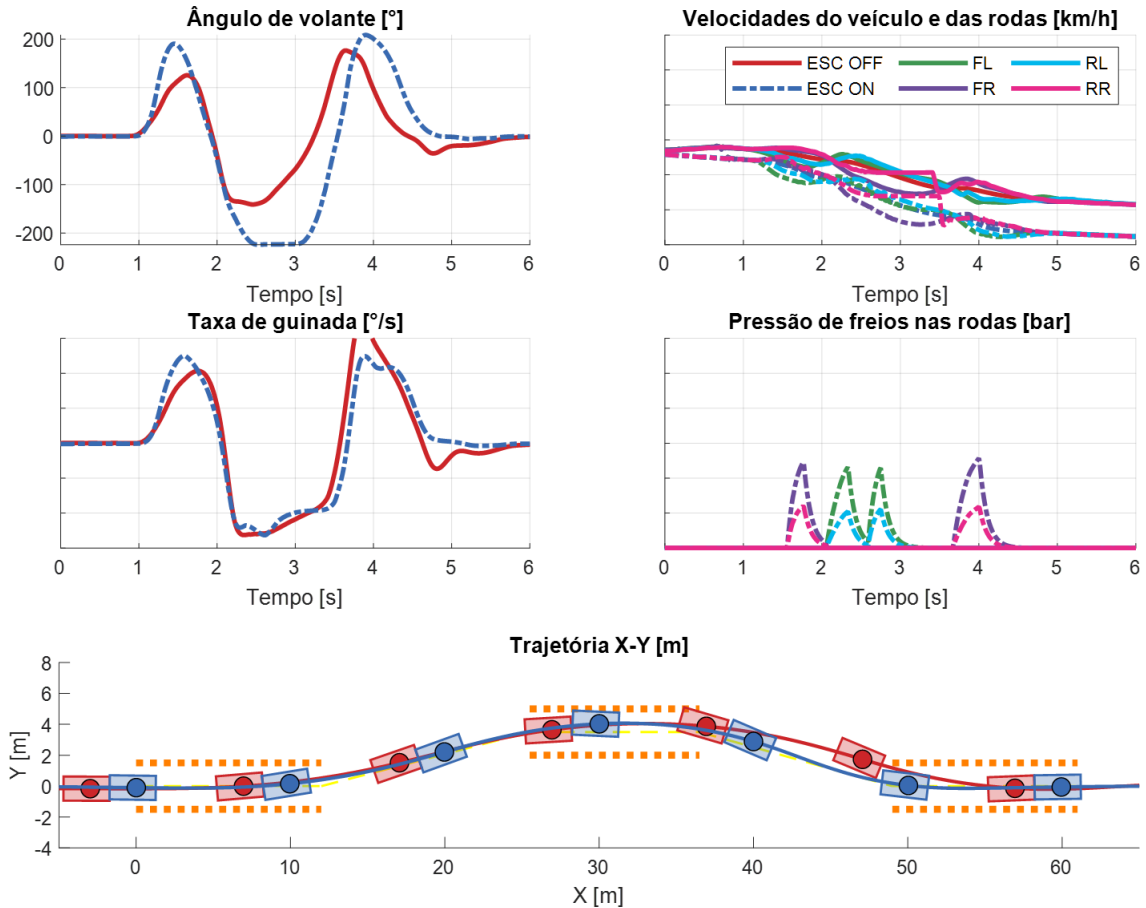 Ângulo de volante [°]
200
100
0
-100
-200
0 1 2 3 4 5 6
Tempo [s]
Velocidades do veículo e das rodas [km/h]
ESC OFF FL RL
ESC ON FR RR
0 1 2 3 4 5 6
Tempo [s]
Taxa de guinada [°/s]
0 1 2 3 4 5 6
Tempo [s]
Pressão de freios nas rodas [bar]
0 1 2 3 4 5 6
Tempo [s]
Trajetória X-Y [m]
Y [m]
8
6
4
2
0
-2
-4
0 10 20 30 40 50 60
X [m]